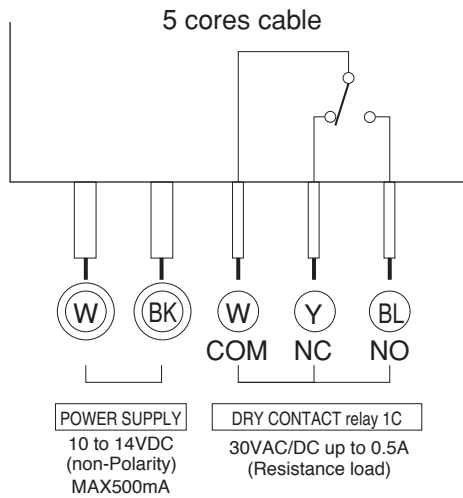 5 cores cable
W BK W Y BL
COM NC NO
POWER SUPPLY
10 to 14VDC
(non-Polarity)
MAX500mA
DRY CONTACT relay 1C
30VAC/DC up to 0.5A
(Resistance load)